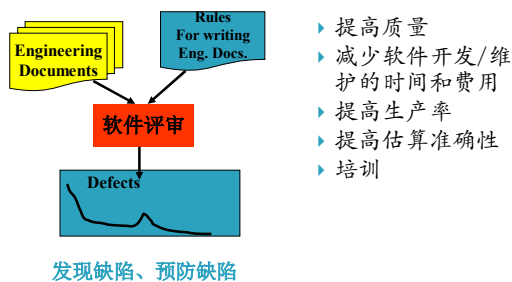 Engineering
Documents
Rules
For writing
Eng. Docs.
软件评审
Defects
发现缺陷、预防缺陷
提高质量
减少软件开发/维
护的时间和费用
提高生产率
提高估算准确性
培训